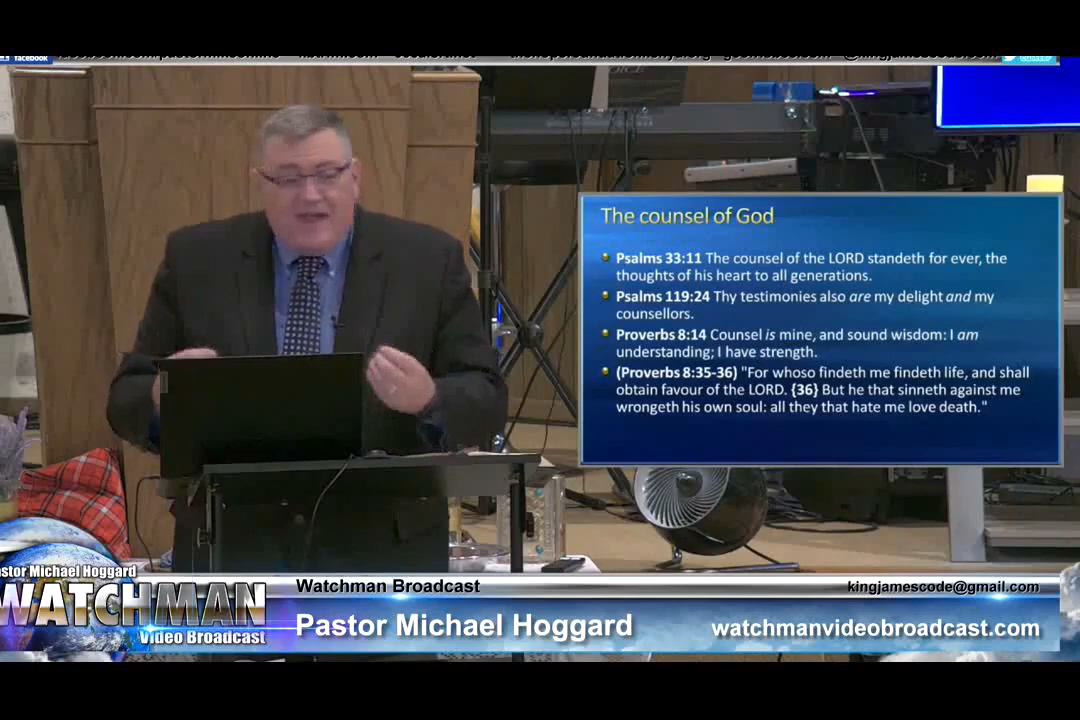 facebook
The counsel of God
Psalms 33:11 The counsel of the LORD standeth for ever, the
thoughts of his heart to all generations.
Psalms 119:24 Thy testimonies also are my delight and my
counsellors.
Proverbs 8:14 Counsel is mine, and sound wisdom: I am
understanding; I have strength.
(Proverbs 8:35-36) "For whoso findeth me findeth life, and shall
obtain favour of the LORD. {36} But he that sinneth against me
wrongeth his own soul: all they that hate me love death."
astor Michael Hoggard
WATCHMAN
Video Broadcast
Watchman Broadcast
kingjamescode@gmail.com
Pastor Michael Hoggard
watchmanvideobroadcast.com